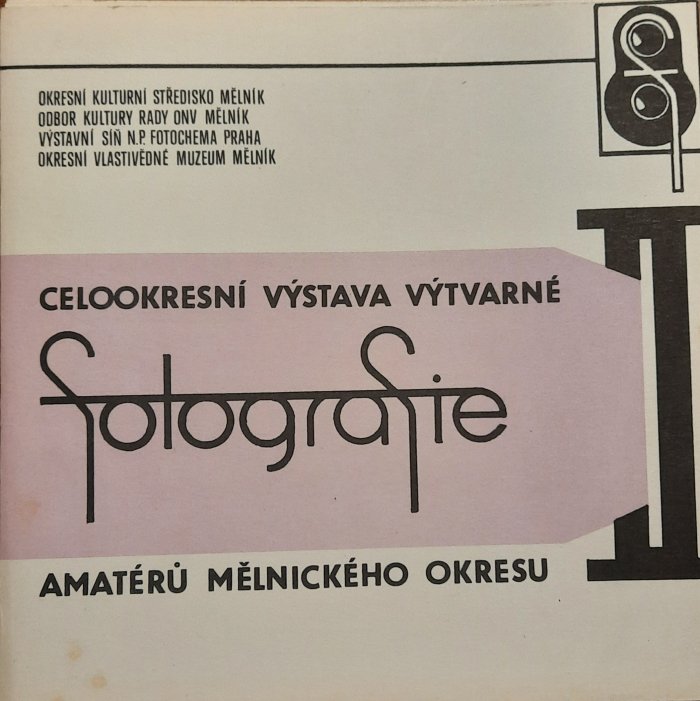 OKRESNÍ KULTURNÍ STŘEDISKO MĚLNÍK
ODBOR KULTURY RADY ONV MĚLNÍK
VÝSTAVNÍ SÍŇ N.P. FOTOCHEMA PRAHA
OKRESNÍ VLASTIVĚDNÉ MUZEUM MĚLNÍK
CELOOKRESNÍ VÝSTAVA VÝTVARNÉ
fotografie
AMATÉRŮ MĚLNICKÉHO OKRESU
II